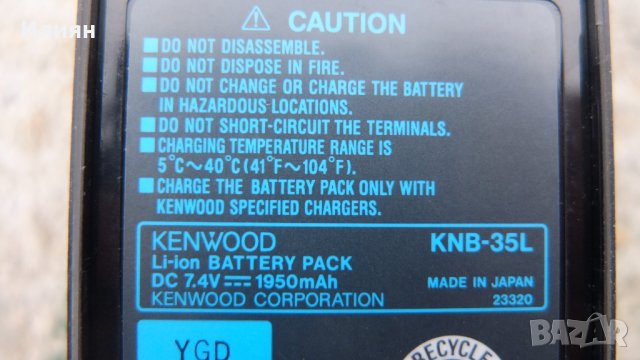 Илиян
⚠ CAUTION
■DO NOT DISASSEMBLE.
■DO NOT DISPOSE IN FIRE.
■DO NOT CHANGE OR CHARGE THE BATTERY
IN HAZARDOUS LOCATIONS.
■DO NOT SHORT-CIRCUIT THE TERMINALS.
■CHARGING TEMPERATURE RANGE IS
5°C～40°C(41°F～104°F).
■CHARGE THE BATTERY PACK ONLY WITH
KENWOOD SPECIFIED CHARGERS.
KENWOOD KNB-35L
Li-ion BATTERY PACK
DC 7.4V⎓1950mAh MADE IN JAPAN
KENWOOD CORPORATION 23320
YGD
RECYCLE
BAZAR